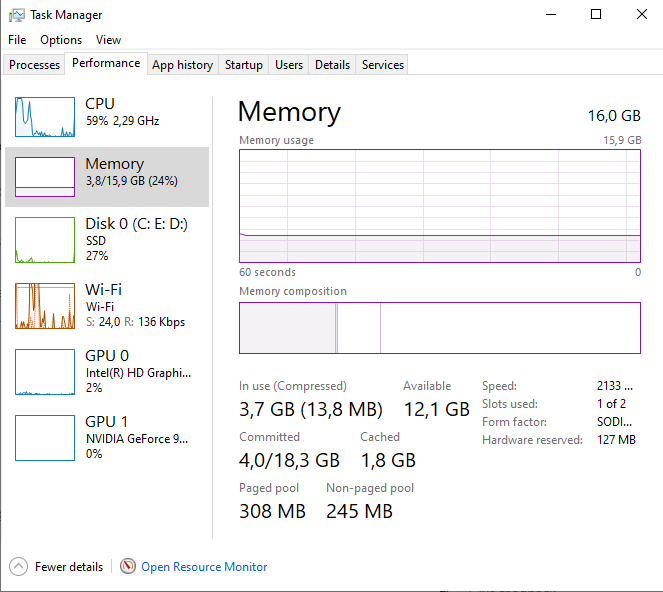 Task Manager
File Options View
Processes Performance App history Startup Users Details Services
CPU
59% 2,29 GHz
Memory
3,8/15,9 GB (24%)
Disk 0 (C: E: D:)
SSD
27%
Wi-Fi
Wi-Fi
S: 24,0 R: 136 Kbps
GPU 0
Intel(R) HD Graphi...
2%
GPU 1
NVIDIA GeForce 9...
0%
Memory 16,0 GB
Memory usage 15,9 GB
60 seconds 0
Memory composition
In use (Compressed) Available
3,7 GB (13,8 MB) 12,1 GB
Committed Cached
4,0/18,3 GB 1,8 GB
Paged pool Non-paged pool
308 MB 245 MB
Speed: 2133 ...
Slots used: 1 of 2
Form factor: SODI...
Hardware reserved: 127 MB
Fewer details Open Resource Monitor